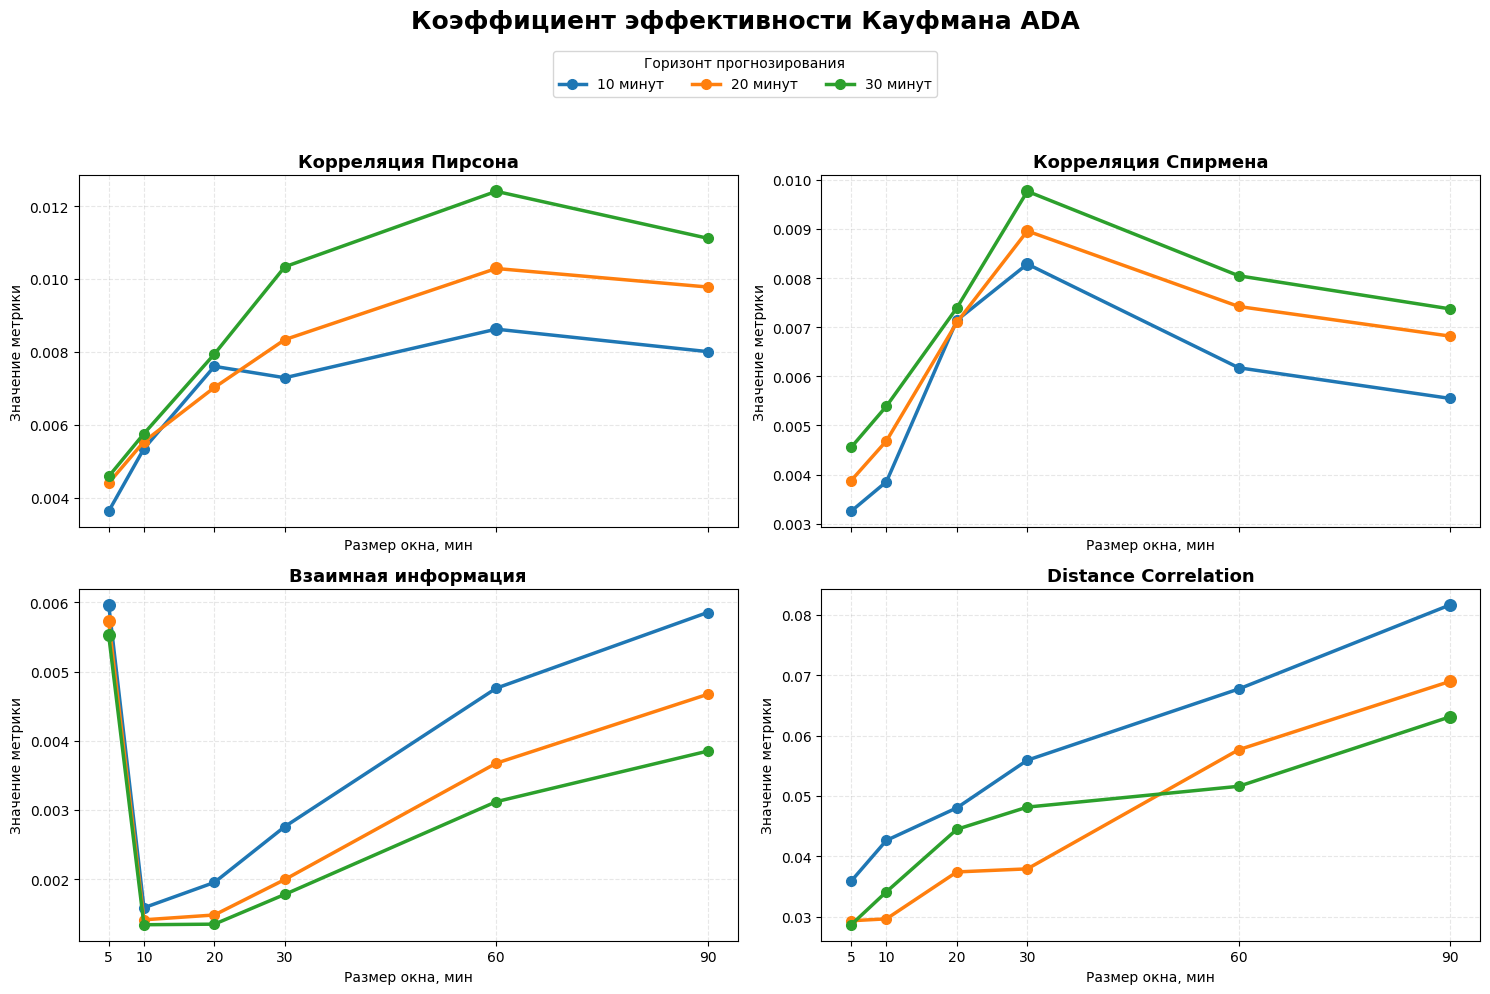 Коэффициент эффективности Кауфмана ADA
Горизонт прогнозирования
10 минут 20 минут 30 минут
Корреляция Пирсона
Значение метрики
0.012
0.010
0.008
0.006
0.004
Размер окна, мин
Корреляция Спирмена
Значение метрики
0.010
0.009
0.008
0.007
0.006
0.005
0.004
0.003
Размер окна, мин
Взаимная информация
Значение метрики
0.006
0.005
0.004
0.003
0.002
5 10 20 30 60 90
Размер окна, мин
Distance Correlation
Значение метрики
0.08
0.07
0.06
0.05
0.04
0.03
5 10 20 30 60 90
Размер окна, мин